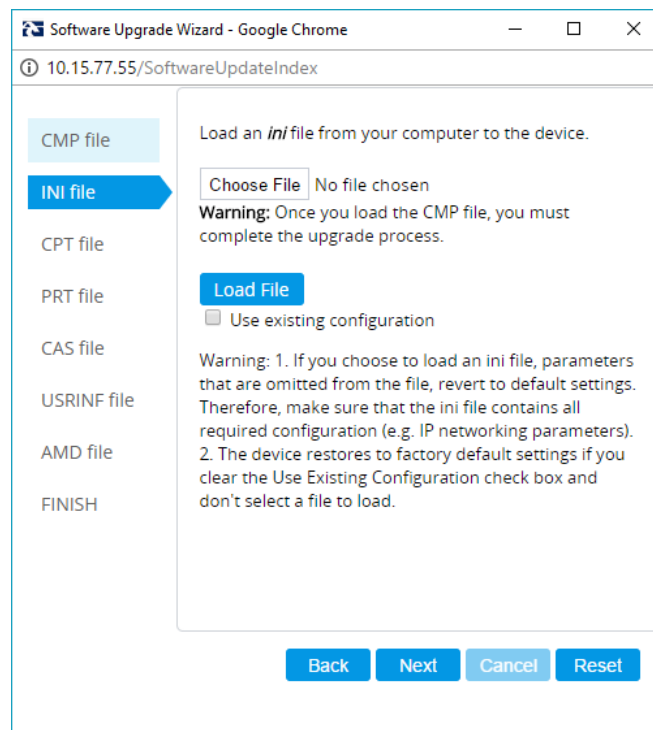 Software Upgrade Wizard - Google Chrome
10.15.77.55/SoftwareUpdateIndex
CMP file
INI file
CPT file
PRT file
CAS file
USRINF file
AMD file
FINISH
Load an ini file from your computer to the device.
Choose File No file chosen
Warning: Once you load the CMP file, you must
complete the upgrade process.
Load File
Use existing configuration
Warning: 1. If you choose to load an ini file, parameters
that are omitted from the file, revert to default settings.
Therefore, make sure that the ini file contains all
required configuration (e.g. IP networking parameters).
2. The device restores to factory default settings if you
clear the Use Existing Configuration check box and
don't select a file to load.
Back Next Cancel Reset